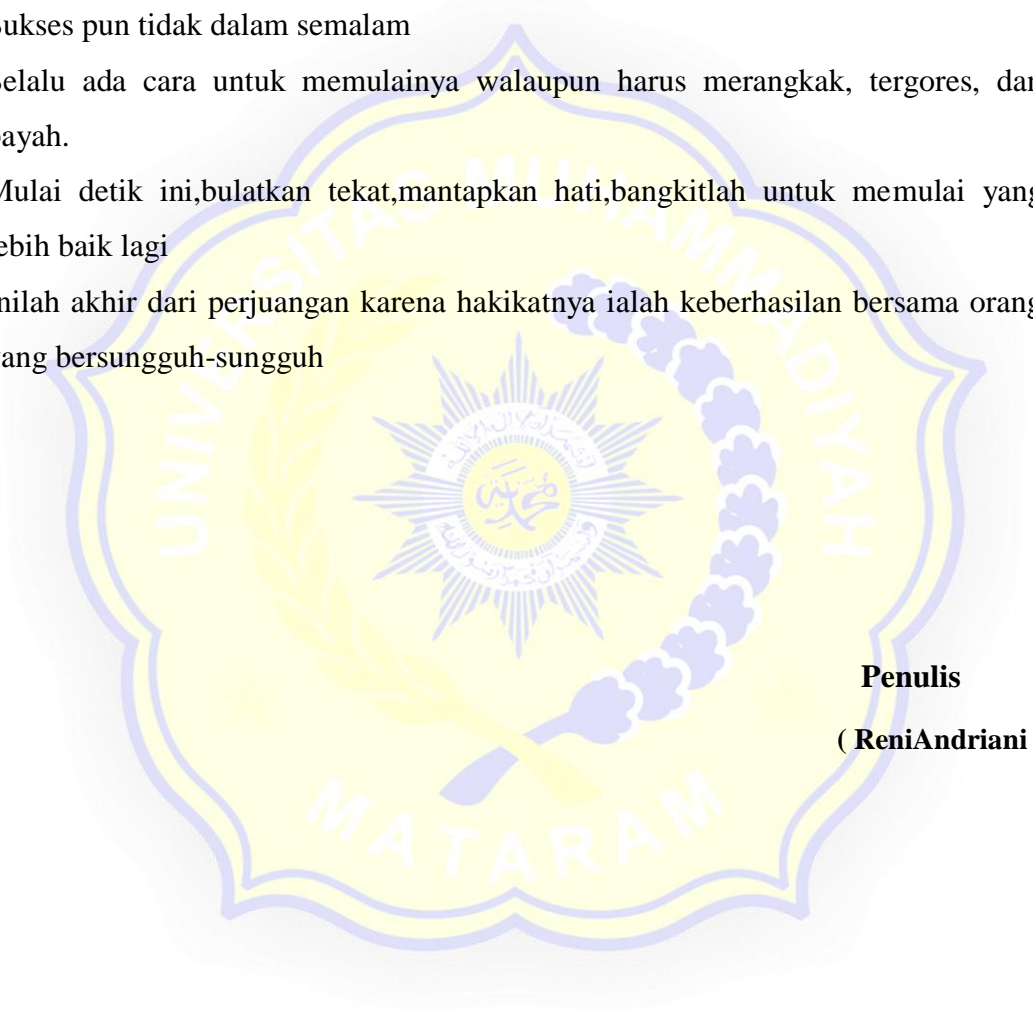 Sukses pun tidak dalam semalam
Selalu ada cara untuk memulainya walaupun harus merangkak, tergores, dan
payah.
Mulai detik ini,bulatkan tekat,mantapkan hati,bangkitlah untuk memulai yang
lebih baik lagi
Inilah akhir dari perjuangan karena hakikatnya ialah keberhasilan bersama orang
yang bersungguh-sungguh
UNIVERSITAS MUHAMMADIYAH
محمدية
MATARAM
Penulis
( ReniAndriani